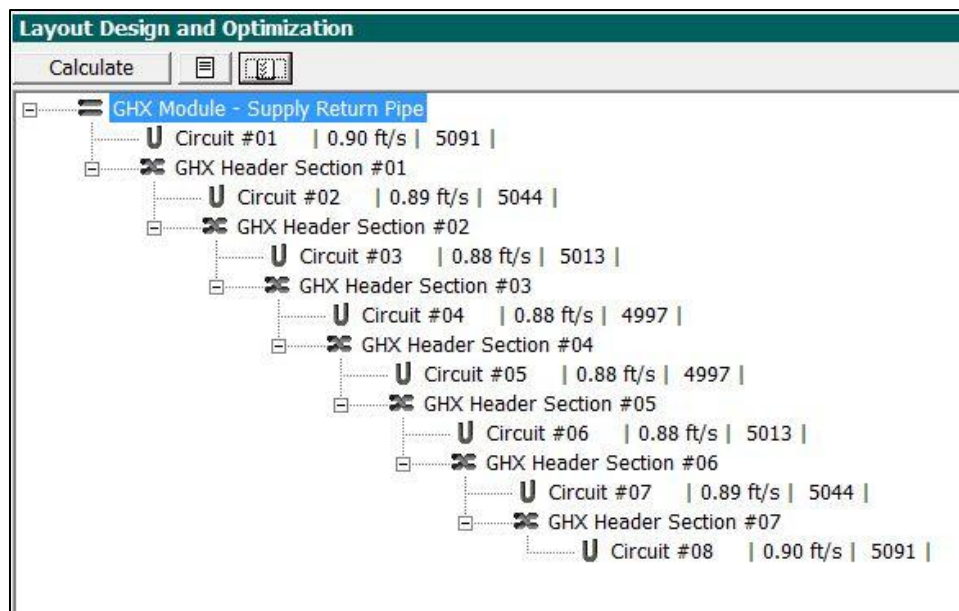 Layout Design and Optimization
Calculate
GHX Module - Supply Return Pipe
Circuit #01 | 0.90 ft/s | 5091 |
GHX Header Section #01
Circuit #02 | 0.89 ft/s | 5044 |
GHX Header Section #02
Circuit #03 | 0.88 ft/s | 5013 |
GHX Header Section #03
Circuit #04 | 0.88 ft/s | 4997 |
GHX Header Section #04
Circuit #05 | 0.88 ft/s | 4997 |
GHX Header Section #05
Circuit #06 | 0.88 ft/s | 5013 |
GHX Header Section #06
Circuit #07 | 0.89 ft/s | 5044 |
GHX Header Section #07
Circuit #08 | 0.90 ft/s | 5091 |